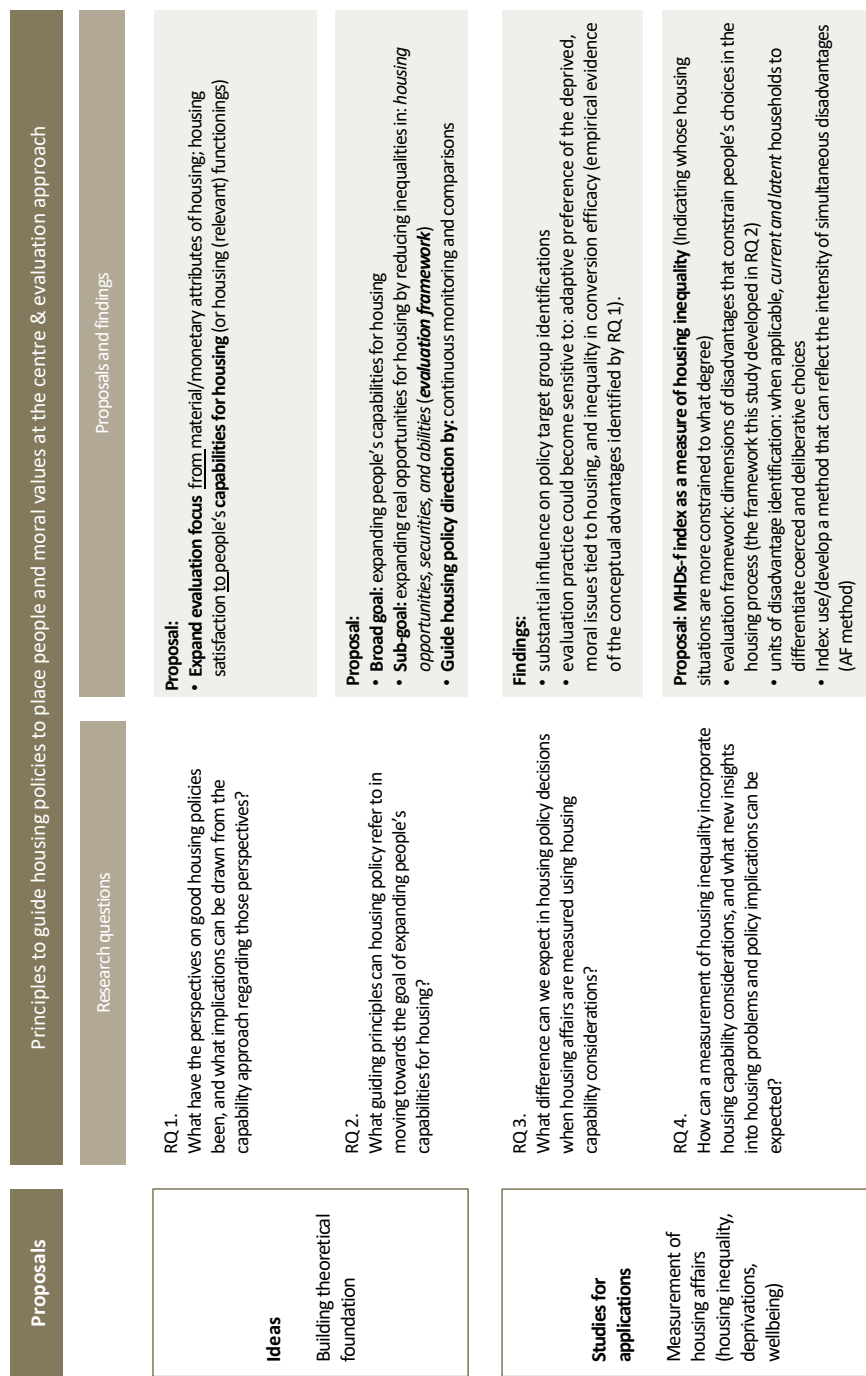 Proposals
Principles to guide housing policies to place people and moral values at the centre & evaluation approach
Research questions
Proposals and findings
Ideas
Building theoretical
foundation
RQ 1.
What have the perspectives on good housing policies
been, and what implications can be drawn from the
capability approach regarding those perspectives?
Proposal:
• Expand evaluation focus from material/monetary attributes of housing; housing
satisfaction to people's capabilities for housing (or housing (relevant) functionings)
RQ 2.
What guiding principles can housing policy refer to in
moving towards the goal of expanding people's
capabilities for housing?
Proposal:
• Broad goal: expanding people's capabilities for housing
• Sub-goal: expanding real opportunities for housing by reducing inequalities in: housing
opportunities, securities, and abilities (evaluation framework)
• Guide housing policy direction by: continuous monitoring and comparisons
Studies for
applications
Measurement of
housing affairs
(housing inequality,
deprivations,
wellbeing)
RQ 3.
What difference can we expect in housing policy decisions
when housing affairs are measured using housing
capability considerations?
Findings:
• substantial influence on policy target group identifications
• evaluation practice could become sensitive to: adaptive preference of the deprived,
moral issues tied to housing, and inequality in conversion efficacy (empirical evidence
of the conceptual advantages identified by RQ 1).
RQ 4.
How can a measurement of housing inequality incorporate
housing capability considerations, and what new insights
into housing problems and policy implications can be
expected?
Proposal: MHDs-f index as a measure of housing inequality (Indicating whose housing
situations are more constrained to what degree)
• evaluation framework: dimensions of disadvantages that constrain people's choices in the
housing process (the framework this study developed in RQ 2)
• units of disadvantage identification: when applicable, current and latent households to
differentiate coerced and deliberative choices
• Index: use/develop a method that can reflect the intensity of simultaneous disadvantages
(AF method)